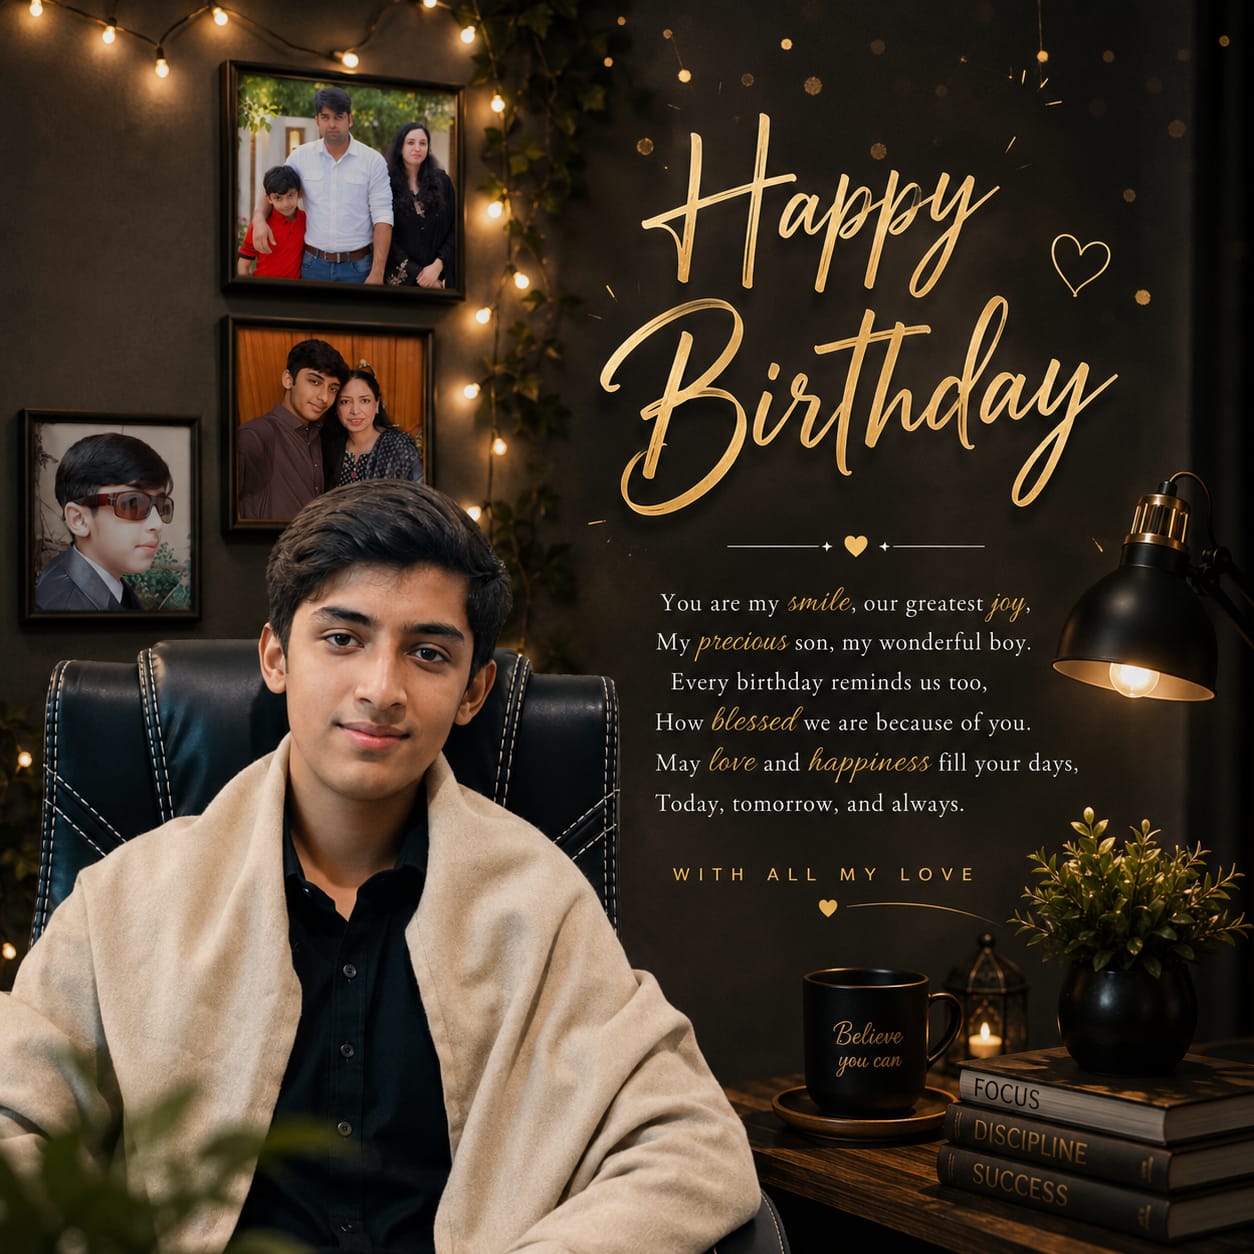 Happy
Birthday
You are my smile, our greatest joy,
My precious son, my wonderful boy.
Every birthday reminds us too,
How blessed we are because of you.
May love and happiness fill your days,
Today, tomorrow, and always.
WITH ALL MY LOVE
Believe
you can
FOCUS
DISCIPLINE
SUCCESS